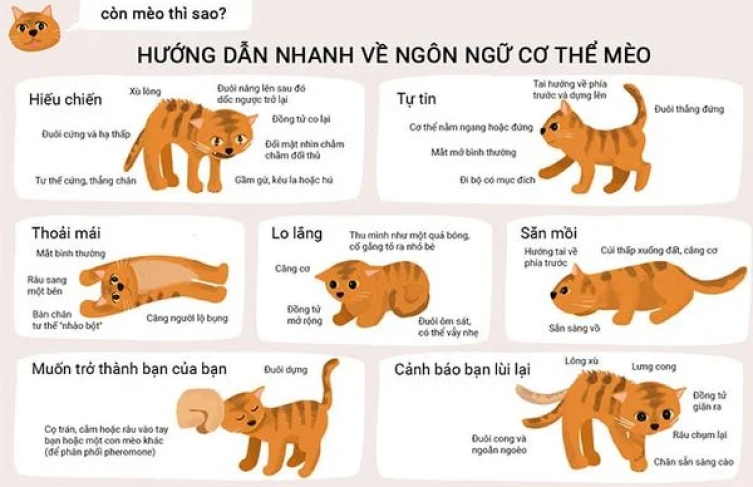 còn mèo thì sao?
HƯỚNG DẪN NHANH VỀ NGÔN NGỮ CƠ THỂ MÈO
Hiếu chiến
Xù lông
Đuôi nâng lên sau đó
dốc ngược trở lại
Đồng tử co lại
Đuôi cứng và hạ thấp
Đối mặt nhìn chằm
chằm đối thủ
Tư thế cứng, thẳng chân
Gầm gừ, kêu la hoặc hú
Tự tin
Tai hướng về phía
trước và dựng lên
Đuôi thẳng đứng
Cơ thể nằm ngang hoặc đứng
Mắt mở bình thường
Đi bộ có mục đích
Thoải mái
Mắt bình thường
Râu sang
một bên
Bàn chân
tư thế "nhào bột"
Căng người lộ bụng
Lo lắng
Thu mình như một quả bóng,
cố gắng tỏ ra nhỏ bé
Căng cơ
Đồng tử
mở rộng
Đuôi ôm sát,
có thể vẫy nhẹ
Săn mồi
Hướng tai về
phía trước
Cúi thấp xuống đất, căng cơ
Sẵn sàng vồ
Muốn trở thành bạn của bạn
Đuôi dựng
Cọ trán, cằm hoặc râu vào tay
bạn hoặc một con mèo khác
(để phân phối pheromone)
Cảnh báo bạn lùi lại
Lông xù
Lưng cong
Đồng tử
giãn ra
Đuôi cong và
ngoằn ngoèo
Râu chụm lại
Chân sẵn sàng cào